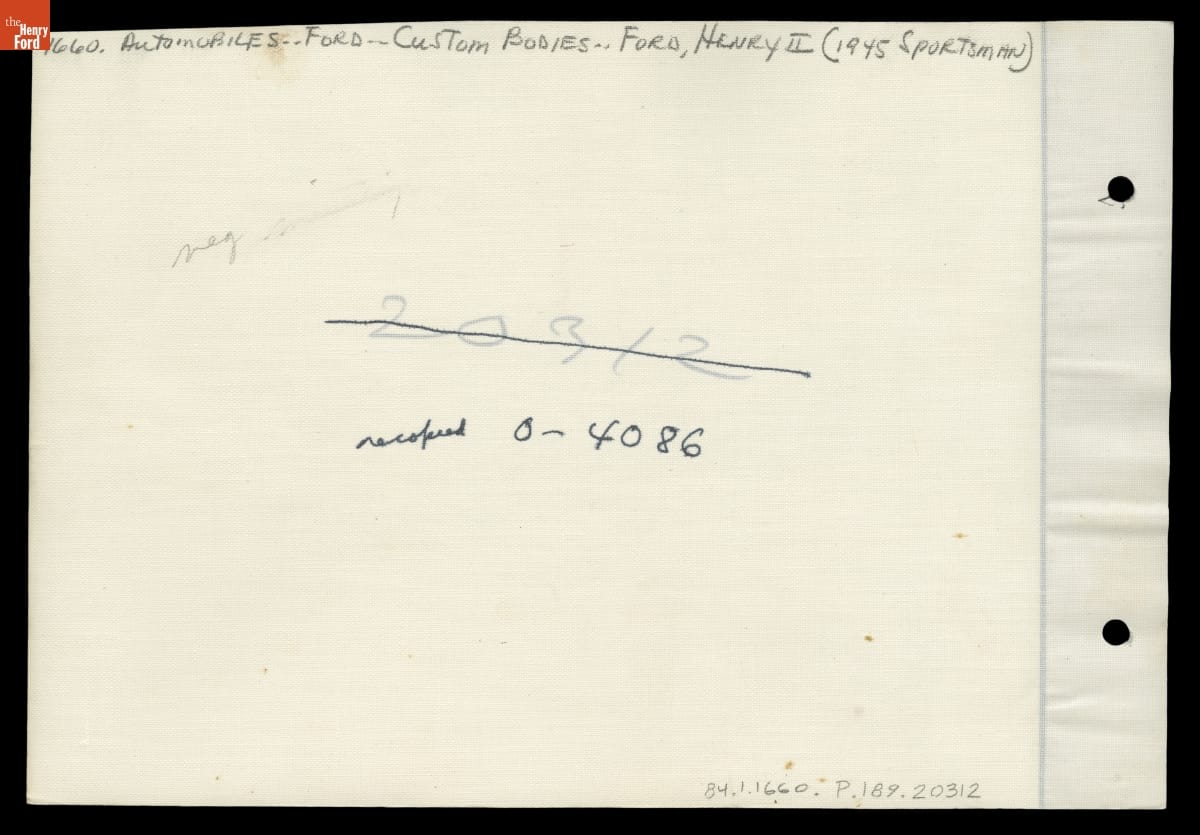 the
Henry
Ford
1660. AUTOMOBILES--FORD--CUSTOM BODIES-- FORD, HENRY II (1945 SPORTSMAN)
neg
20312
recopied 0-4086
84.1.1660. P.189.20312